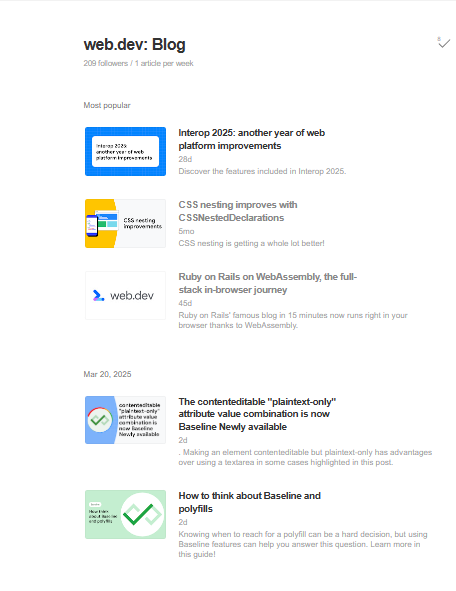 web.dev: Blog
209 followers / 1 article per week
Most popular
Interop 2025:
another year of web
platform improvements
Interop 2025: another year of web
platform improvements
28d
Discover the features included in Interop 2025.
CSS nesting
improvements
CSS nesting improves with
CSSNestedDeclarations
5mo
CSS nesting is getting a whole lot better!
web.dev
Ruby on Rails on WebAssembly, the full-
stack in-browser journey
45d
Ruby on Rails' famous blog in 15 minutes now runs right in your
browser thanks to WebAssembly.
Mar 20, 2025
contenteditable
"plaintext-only"
attribute value
combination is
now Baseline
Newly available
The contenteditable "plaintext-only"
attribute value combination is now
Baseline Newly available
2d
. Making an element contenteditable but plaintext-only has advantages
over using a textarea in some cases highlighted in this post.
How to think
about Baseline
and polyfills
How to think about Baseline and
polyfills
2d
Knowing when to reach for a polyfill can be a hard decision, but using
Baseline features can help you answer this question. Learn more in
this guide!